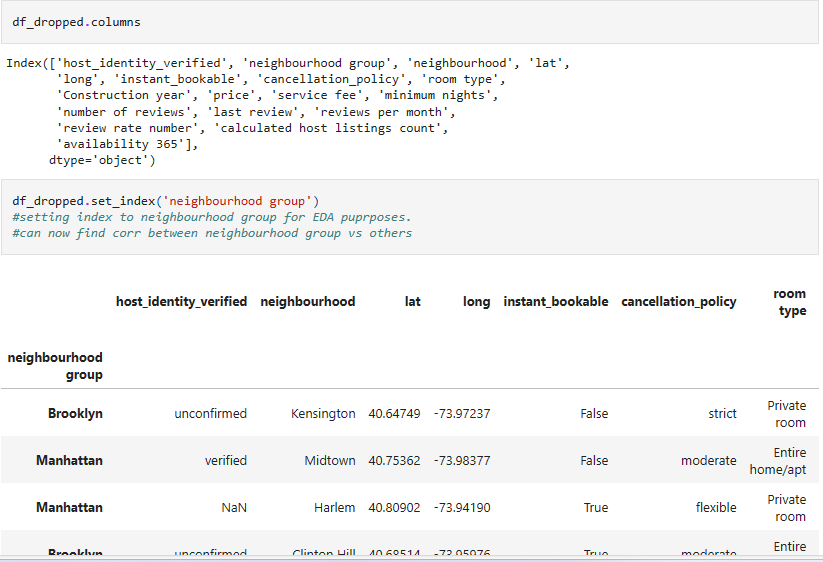 df_dropped.columns
Index(['host_identity_verified', 'neighbourhood group', 'neighbourhood', 'lat',
'long', 'instant_bookable', 'cancellation_policy', 'room type',
'Construction year', 'price', 'service fee', 'minimum nights',
'number of reviews', 'last review', 'reviews per month',
'review rate number', 'calculated host listings count',
'availability 365'],
dtype='object')
df_dropped.set_index('neighbourhood group')
#setting index to neighbourhood group for EDA puprposes.
#can now find corr between neighbourhood group vs others
host_identity_verified neighbourhood lat long instant_bookable cancellation_policy room type
neighbourhood group
Brooklyn unconfirmed Kensington 40.64749 -73.97237 False strict Private room
Manhattan verified Midtown 40.75362 -73.98377 False moderate Entire home/apt
Manhattan NaN Harlem 40.80902 -73.94190 True flexible Private room
Brooklyn unconfirmed Clinton Hill 40.68514 -73.95976 True moderate Entire